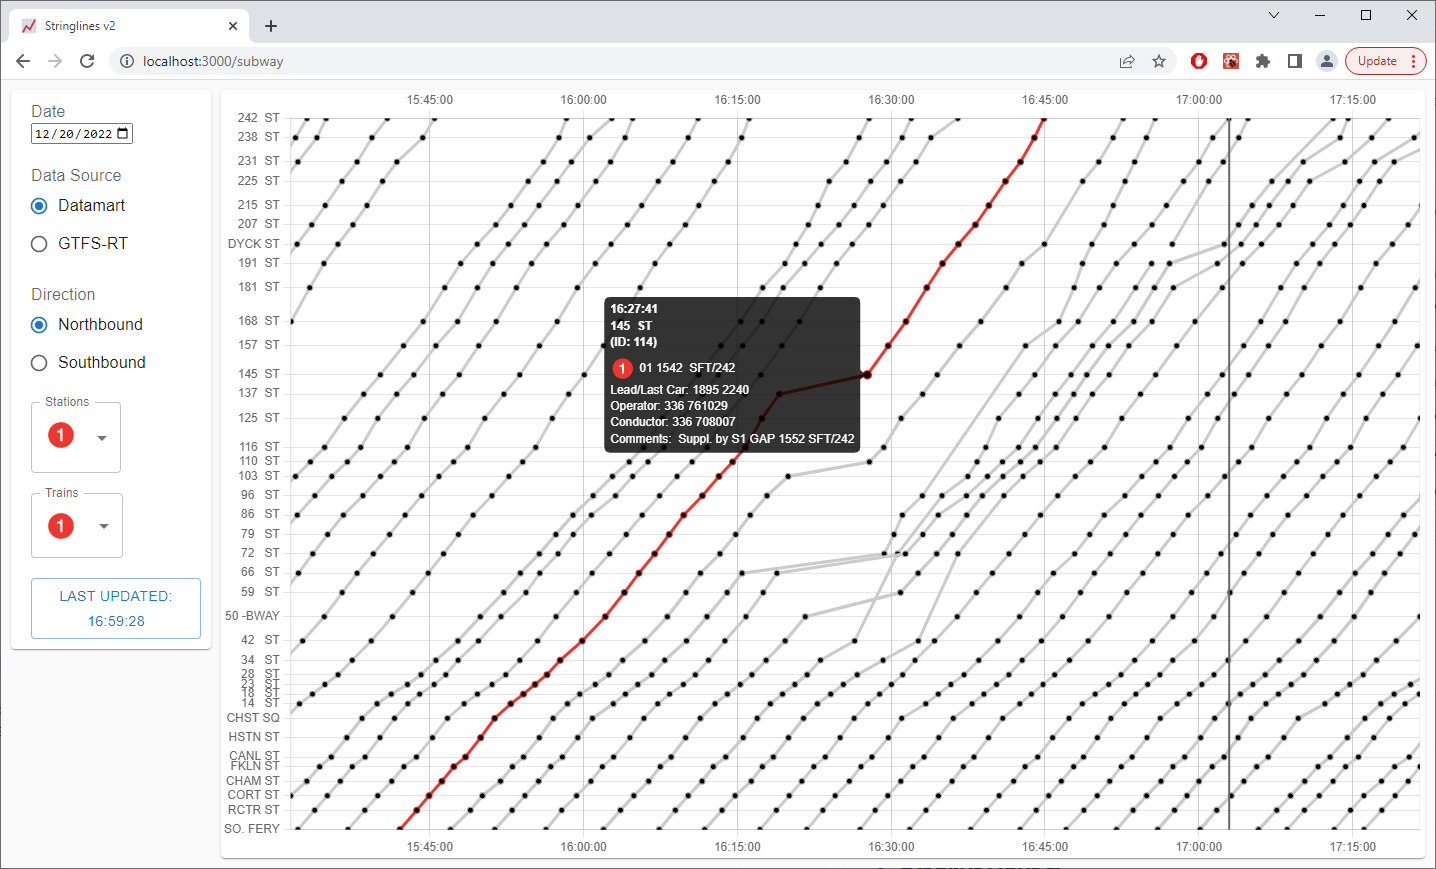 Stringlines v2
localhost:3000/subway
Update
Date
12/20/2022
Data Source
Datamart
GTFS-RT
Direction
Northbound
Southbound
Stations
1
Trains
1
LAST UPDATED:
16:59:28
15:45:00 16:00:00 16:15:00 16:30:00 16:45:00 17:00:00 17:15:00
242 ST
238 ST
231 ST
225 ST
215 ST
207 ST
DYCK ST
191 ST
181 ST
168 ST
157 ST
145 ST
137 ST
125 ST
116 ST
110 ST
103 ST
96 ST
86 ST
79 ST
72 ST
66 ST
59 ST
50 -BWAY
42 ST
34 ST
28 ST
23 ST
18 ST
14 ST
CHST SQ
HSTN ST
CANL ST
FKLN ST
CHAM ST
CORT ST
RCTR ST
SO. FERY
16:27:41
145 ST
(ID: 114)
1 01 1542 SFT/242
Lead/Last Car: 1895 2240
Operator: 336 761029
Conductor: 336 708007
Comments: Suppl. by S1 GAP 1552 SFT/242
15:45:00 16:00:00 16:15:00 16:30:00 16:45:00 17:00:00 17:15:00